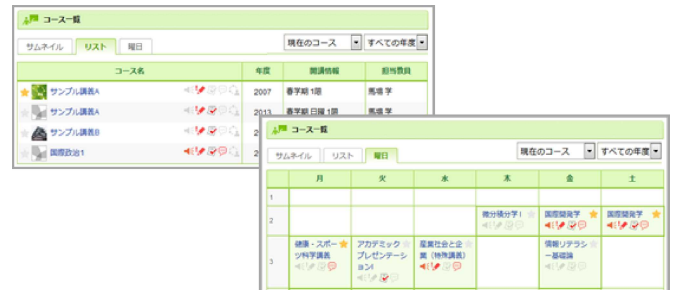 コース一覧
サムネイル リスト 曜日 現在のコース すべての年度
コース名 年度 開講情報 担当教員
サンプル講義A 2007 春学期 1限 馬場 学
サンプル講義A 2013 春学期 日曜 1限 馬場 学
サンプル講義B 2
国際政治1 2
コース一覧
サムネイル リスト 曜日 現在のコース すべての年度
月 火 水 木 金 土
1
2 微分積分学I 国際開発学 国際開発学
3
健康・スポー アカデミック 産業社会と企 情報リテラシ
ツ科学講義 プレゼンテーシ 業（特殊講義） ー基礎論
ョンI